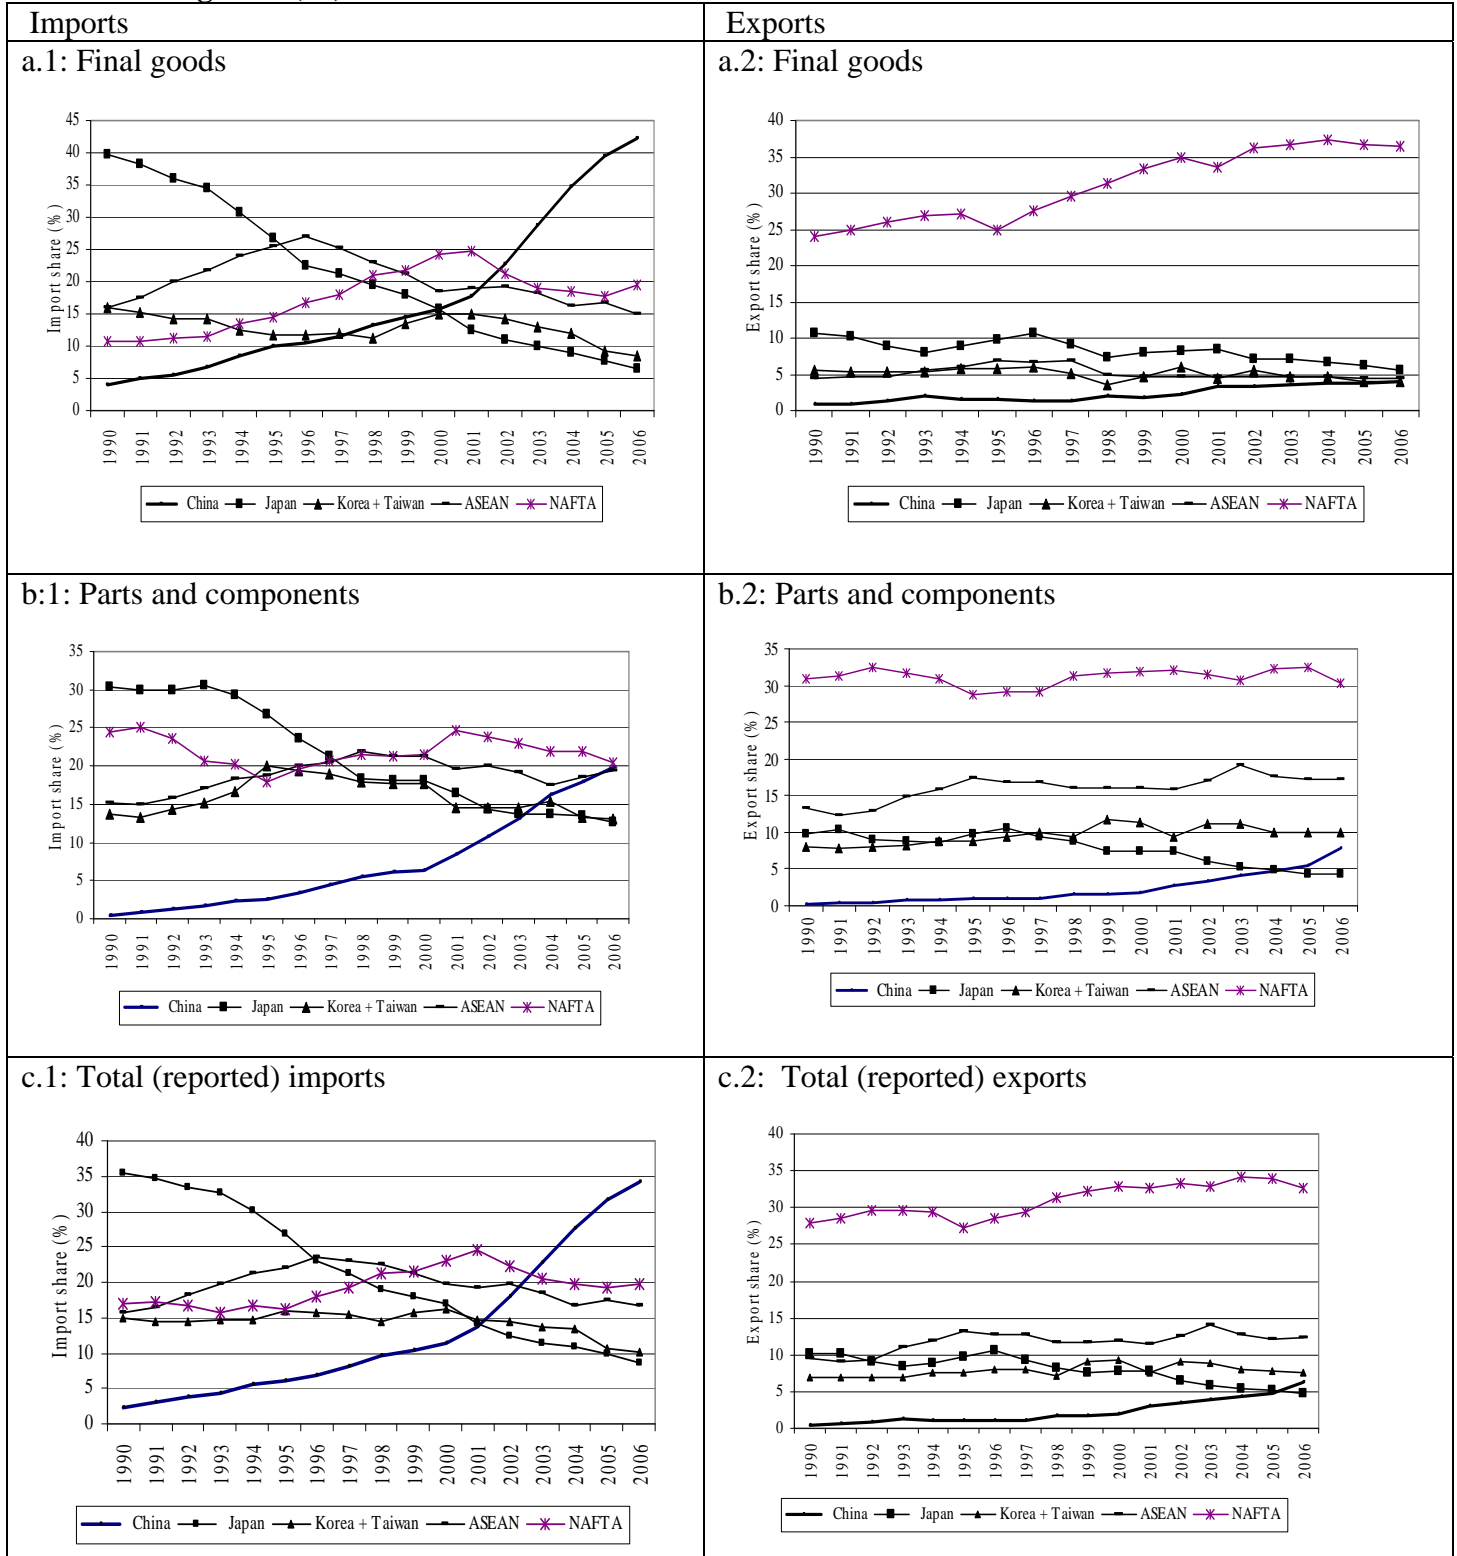 Imports
Exports
a.1: Final goods
a.2: Final goods
Import share (%)
45
40
35
30
25
20
15
10
5
0
1990 1991 1992 1993 1994 1995 1996 1997 1998 1999 2000 2001 2002 2003 2004 2005 2006
China Japan Korea + Taiwan ASEAN NAFTA
Export share (%)
40
35
30
25
20
15
10
5
0
1990 1991 1992 1993 1994 1995 1996 1997 1998 1999 2000 2001 2002 2003 2004 2005 2006
China Japan Korea + Taiwan ASEAN NAFTA
b:1: Parts and components
b.2: Parts and components
Import share (%)
35
30
25
20
15
10
5
0
1990 1991 1992 1993 1994 1995 1996 1997 1998 1999 2000 2001 2002 2003 2004 2005 2006
China Japan Korea + Taiwan ASEAN NAFTA
Export share (%)
35
30
25
20
15
10
5
0
1990 1991 1992 1993 1994 1995 1996 1997 1998 1999 2000 2001 2002 2003 2004 2005 2006
China Japan Korea + Taiwan ASEAN NAFTA
c.1: Total (reported) imports
c.2: Total (reported) exports
Import share (%)
40
35
30
25
20
15
10
5
0
1990 1991 1992 1993 1994 1995 1996 1997 1998 1999 2000 2001 2002 2003 2004 2005 2006
China Japan Korea + Taiwan ASEAN NAFTA
Export share (%)
40
35
30
25
20
15
10
5
0
1990 1991 1992 1993 1994 1995 1996 1997 1998 1999 2000 2001 2002 2003 2004 2005 2006
China Japan Korea + Taiwan ASEAN NAFTA